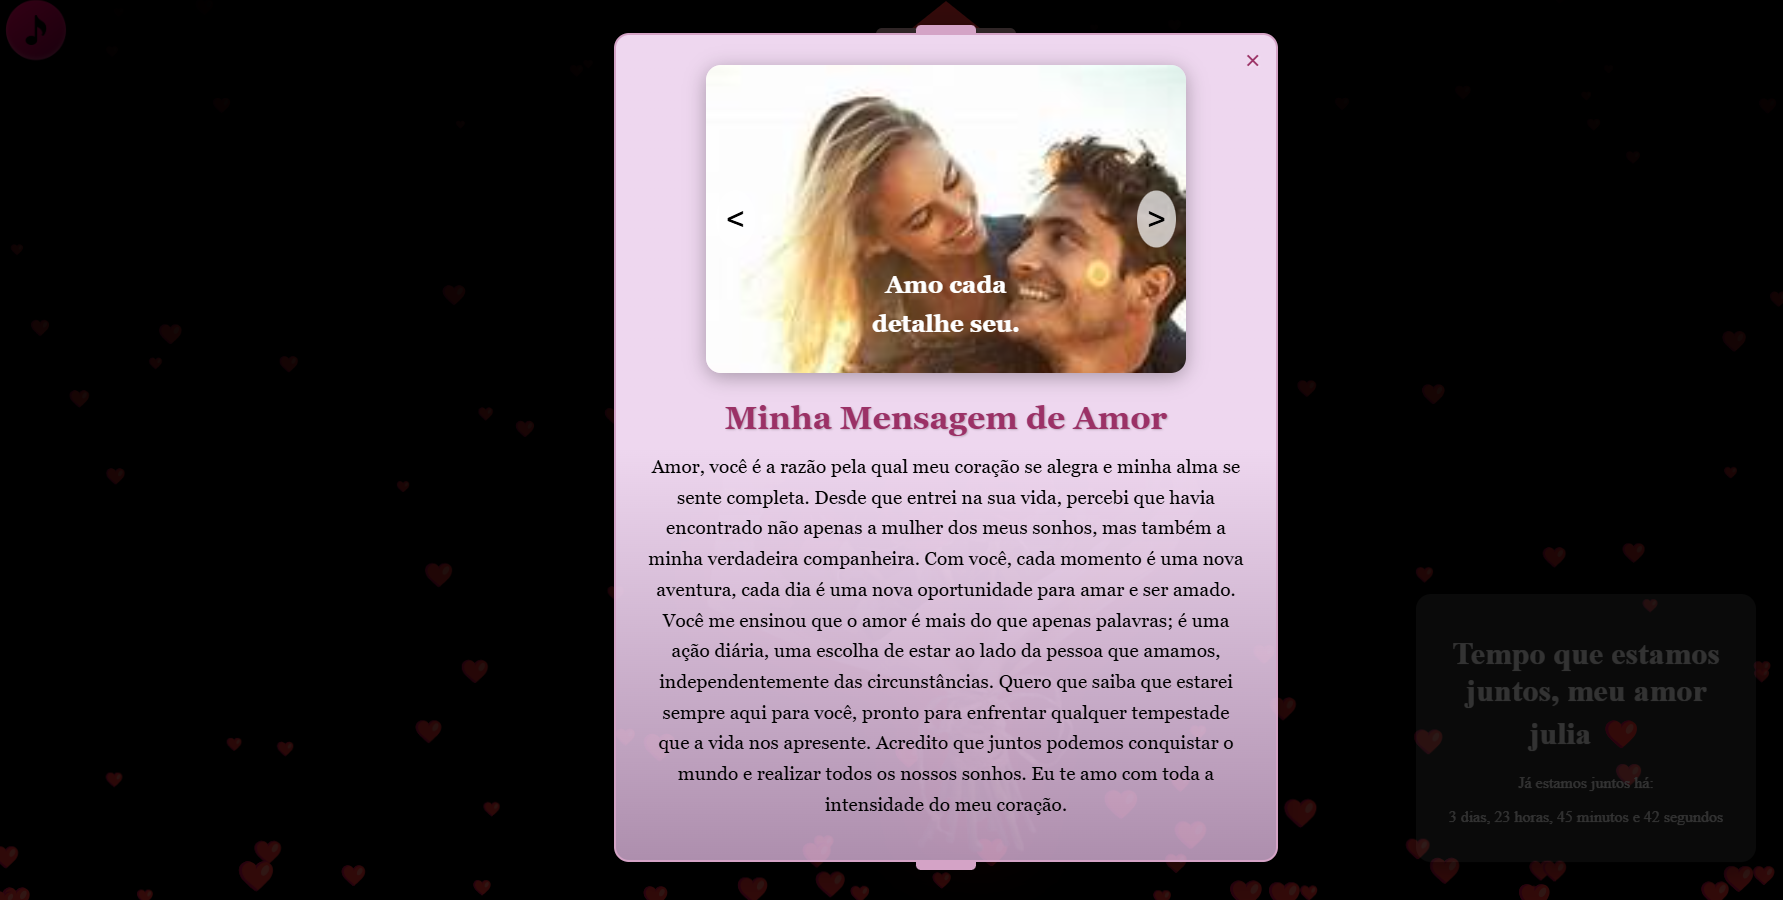 ×
<
>
Amo cada
detalhe seu.
Minha Mensagem de Amor
Amor, você é a razão pela qual meu coração se alegra e minha alma se
sente completa. Desde que entrei na sua vida, percebi que havia
encontrado não apenas a mulher dos meus sonhos, mas também a
minha verdadeira companheira. Com você, cada momento é uma nova
aventura, cada dia é uma nova oportunidade para amar e ser amado.
Você me ensinou que o amor é mais do que apenas palavras; é uma
ação diária, uma escolha de estar ao lado da pessoa que amamos,
independentemente das circunstâncias. Quero que saiba que estarei
sempre aqui para você, pronto para enfrentar qualquer tempestade
que a vida nos apresente. Acredito que juntos podemos conquistar o
mundo e realizar todos os nossos sonhos. Eu te amo com toda a
intensidade do meu coração.
Tempo que estamos
juntos, meu amor
julia
Já estamos juntos há:
3 dias, 23 horas, 45 minutos e 42 segundos